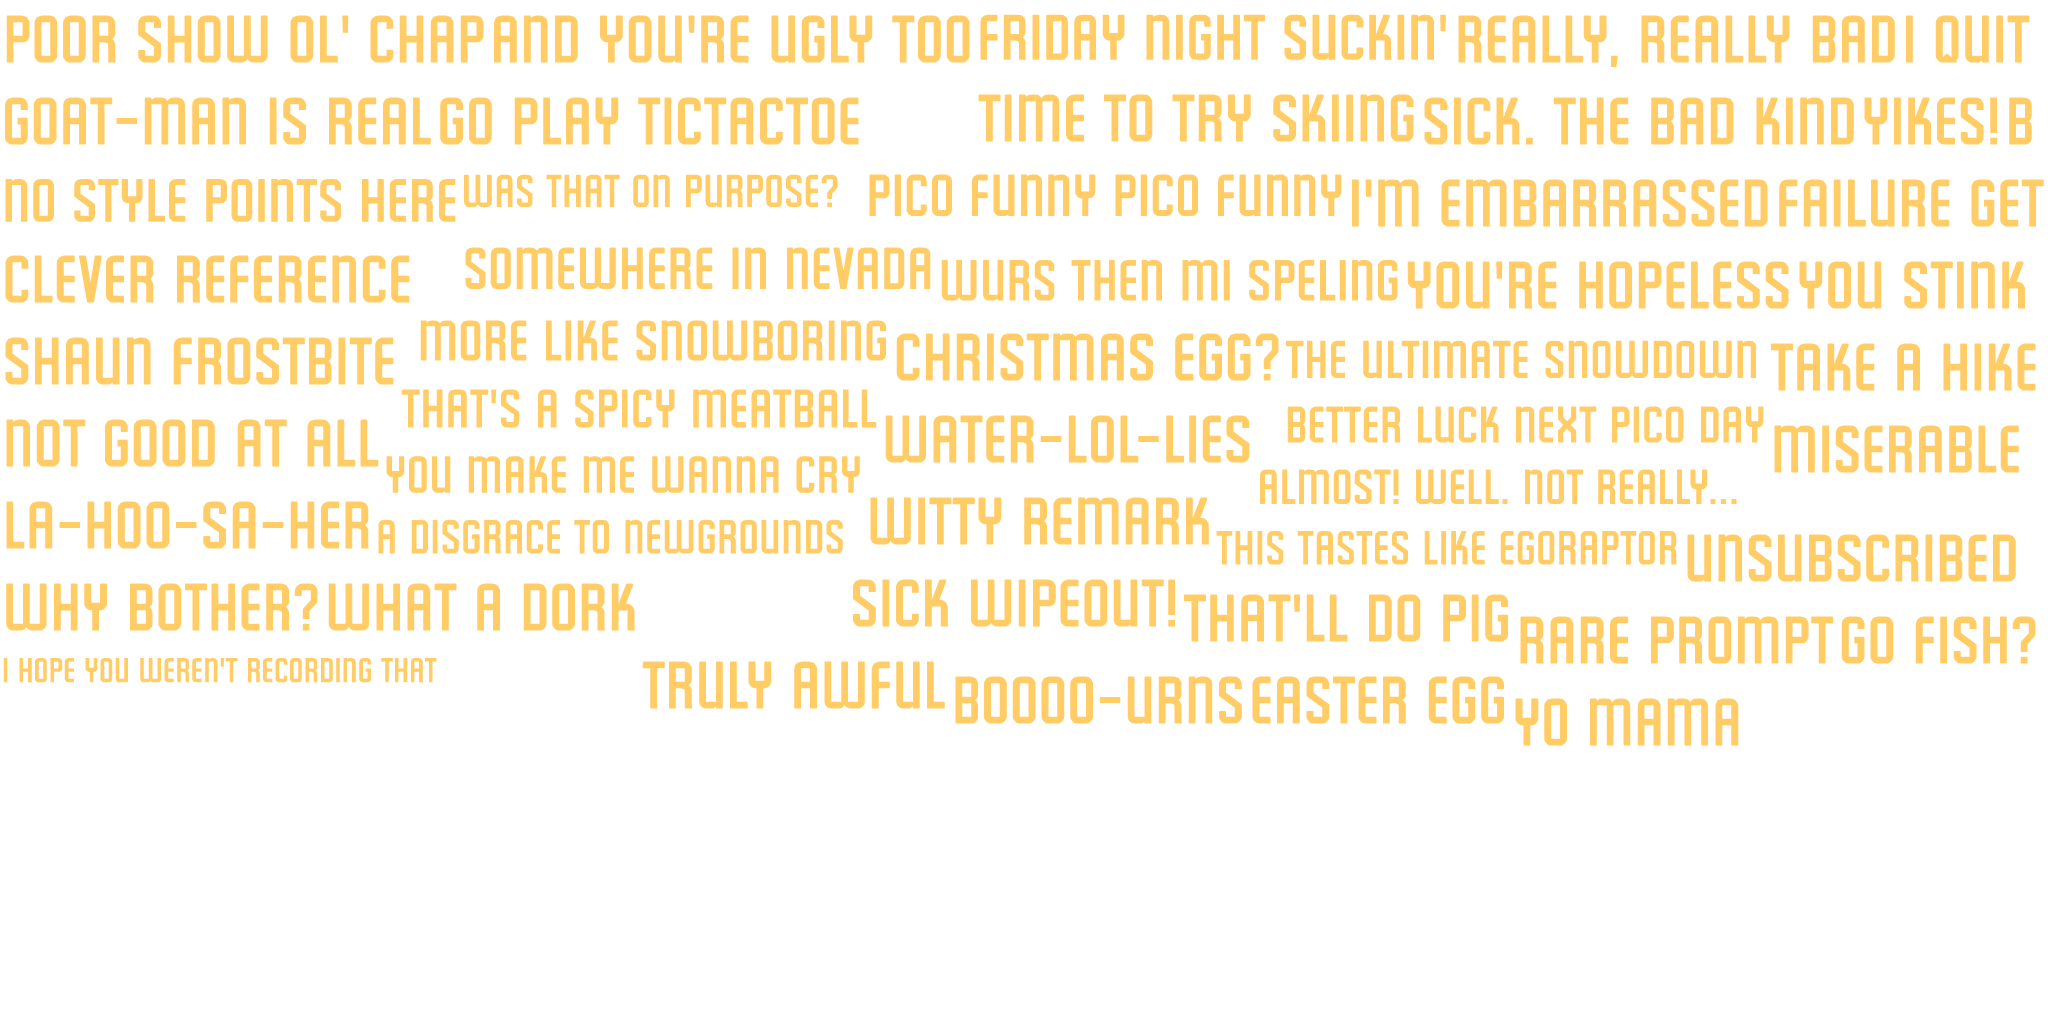 POOR SHOW OL' CHAP
AND YOU'RE UGLY TOO
FRIDAY NIGHT SUCKIN'
REALLY, REALLY BAD
I QUIT
GOAT-MAN IS REAL
GO PLAY TICTACTOE
TIME TO TRY SKIING
SICK. THE BAD KIND
YIKES!
B
NO STYLE POINTS HERE
WAS THAT ON PURPOSE?
PICO FUNNY PICO FUNNY
I'M EMBARRASSED
FAILURE GET
CLEVER REFERENCE
SOMEWHERE IN NEVADA
WURS THEN MI SPELING
YOU'RE HOPELESS
YOU STINK
SHAUN FROSTBITE
MORE LIKE SNOWBORING
CHRISTMAS EGG?
THE ULTIMATE SNOWDOWN
TAKE A HIKE
NOT GOOD AT ALL
THAT'S A SPICY MEATBALL
WATER-LOL-LIES
BETTER LUCK NEXT PICO DAY
MISERABLE
YOU MAKE ME WANNA CRY
ALMOST! WELL. NOT REALLY...
LA-HOO-SA-HER
A DISGRACE TO NEWGROUNDS
WITTY REMARK
THIS TASTES LIKE EGORAPTOR
UNSUBSCRIBED
WHY BOTHER?
WHAT A DORK
SICK WIPEOUT!
THAT'LL DO PIG
RARE PROMPT
GO FISH?
I HOPE YOU WEREN'T RECORDING THAT
TRULY AWFUL
BOOOO-URNS
EASTER EGG
YO MAMA